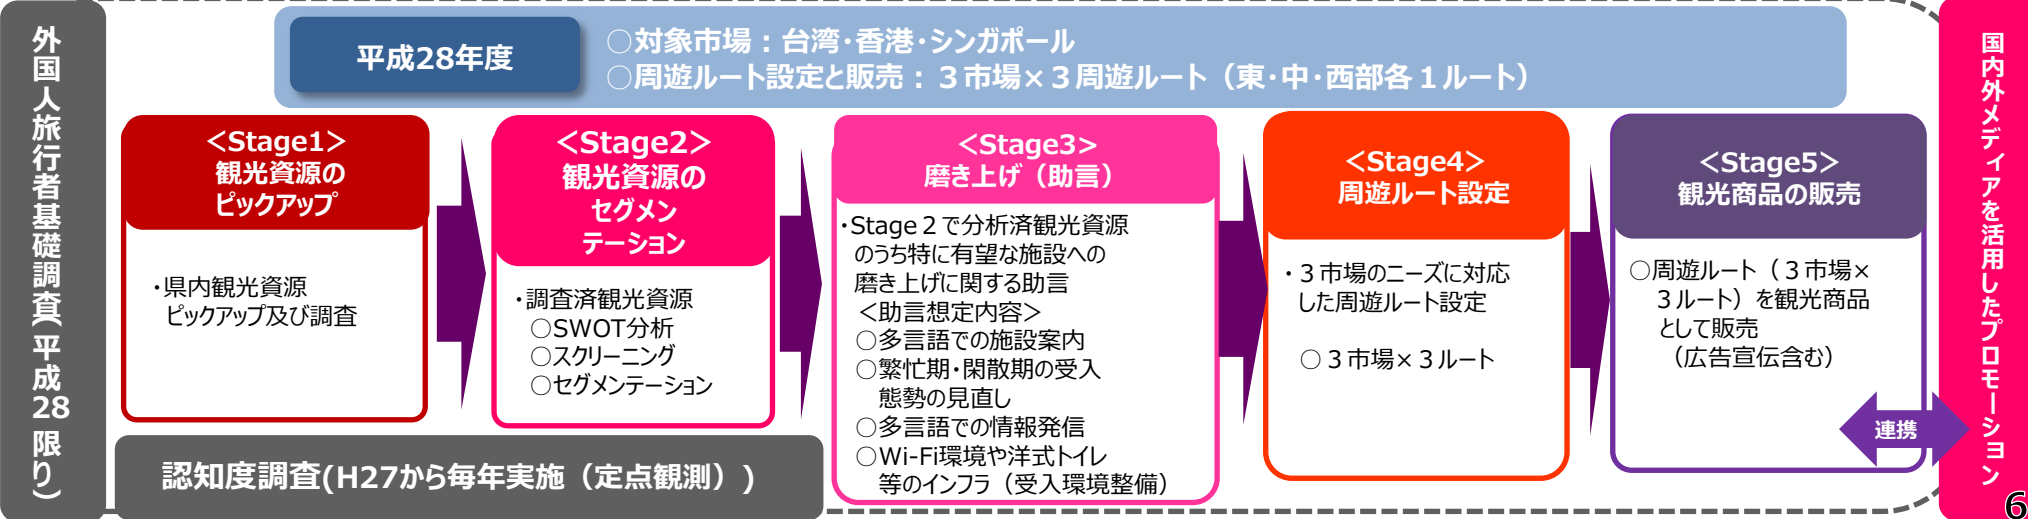 外国人旅行者基礎調査(平成28限り)
平成28年度
○対象市場：台湾・香港・シンガポール
○周遊ルート設定と販売：３市場×３周遊ルート（東・中・西部各１ルート）
<Stage1>
観光資源の
ピックアップ
・県内観光資源
ピックアップ及び調査
<Stage2>
観光資源の
セグメン
テーション
・調査済観光資源
○SWOT分析
○スクリーニング
○セグメンテーション
<Stage3>
磨き上げ（助言）
・Stage２で分析済観光資源
のうち特に有望な施設への
磨き上げに関する助言
＜助言想定内容＞
○多言語での施設案内
○繁忙期・閑散期の受入
態勢の見直し
○多言語での情報発信
○Wi-Fi環境や洋式トイレ
等のインフラ（受入環境整備）
<Stage4>
周遊ルート設定
・３市場のニーズに対応
した周遊ルート設定
○３市場×３ルート
<Stage5>
観光商品の販売
○周遊ルート（３市場×
３ルート）を観光商品
として販売
（広告宣伝含む）
連携
認知度調査(H27から毎年実施（定点観測）)
国内外メディアを活用したプロモーション
6